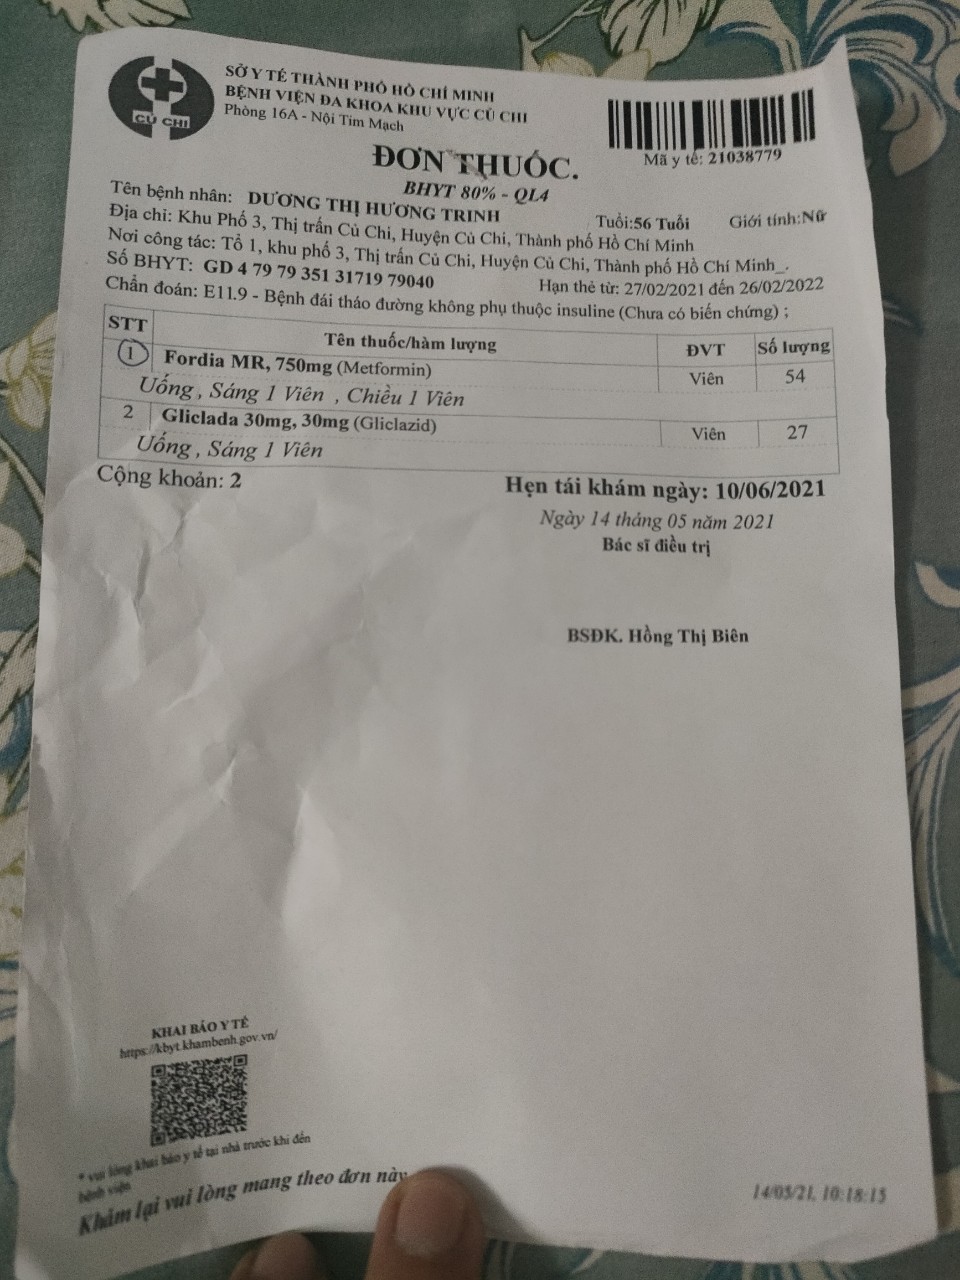 CỦ CHI
SỞ Y TẾ THÀNH PHỐ HỒ CHÍ MINH
BỆNH VIỆN ĐA KHOA KHU VỰC CỦ CHI
Phòng 16A - Nội Tim Mạch
Mã y tế: 21038779
ĐƠN THUỐC.
BHYT 80% - QL4
Tên bệnh nhân: DƯƠNG THỊ HƯƠNG TRINH Tuổi:56 Tuổi Giới tính:Nữ
Địa chỉ: Khu Phố 3, Thị trấn Củ Chi, Huyện Củ Chi, Thành phố Hồ Chí Minh
Nơi công tác: Tổ 1, khu phố 3, Thị trấn Củ Chi, Huyện Củ Chi, Thành phố Hồ Chí Minh_.
Số BHYT: GD 4 79 79 351 31719 79040 Hạn thẻ từ: 27/02/2021 đến 26/02/2022
Chẩn đoán: E11.9 - Bệnh đái tháo đường không phụ thuộc insuline (Chưa có biến chứng) ;
STT Tên thuốc/hàm lượng ĐVT Số lượng
1 Fordia MR, 750mg (Metformin) Viên 54
Uống , Sáng 1 Viên , Chiều 1 Viên
2 Gliclada 30mg, 30mg (Gliclazid) Viên 27
Uống , Sáng 1 Viên
Cộng khoản: 2
Hẹn tái khám ngày: 10/06/2021
Ngày 14 tháng 05 năm 2021
Bác sĩ điều trị
BSĐK. Hồng Thị Biên
KHAI BÁO Y TẾ
https://kbyt.khambenh.gov.vn/
* vui lòng khai báo y tế tại nhà trước khi đến
bệnh viện
Khám lại vui lòng mang theo đơn này
14/05/21, 10:18:15